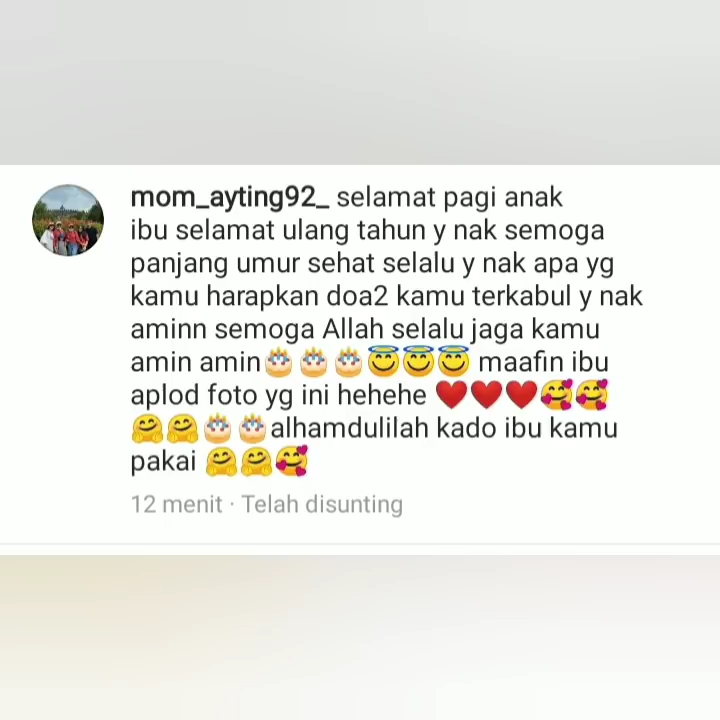 mom_ayting92_ selamat pagi anak
ibu selamat ulang tahun y nak semoga
panjang umur sehat selalu y nak apa yg
kamu harapkan doa2 kamu terkabul y nak
aminn semoga Allah selalu jaga kamu
amin amin🎂🎂🎂😇😇😇 maafin ibu
aplod foto yg ini hehehe ❤️❤️❤️🥰🥰
🤗🤗🎂🎂alhamdulilah kado ibu kamu
pakai 🤗🤗🥰
12 menit · Telah disunting